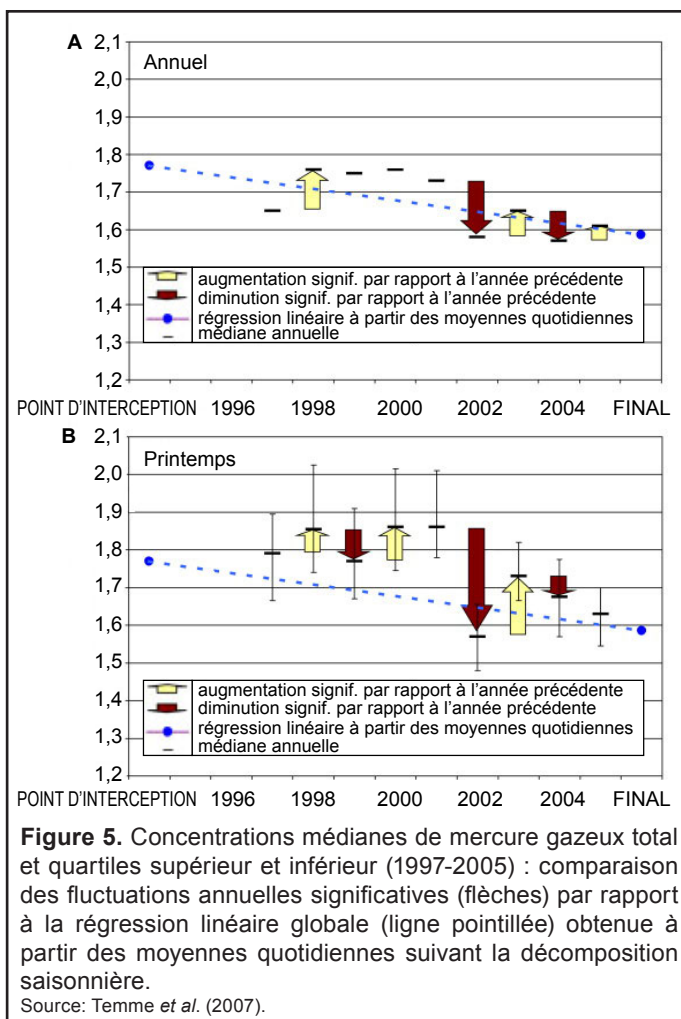 A
2,1
Annuel
2,0
1,9
1,8
1,7
1,6
1,5
1,4
1,3
1,2
augmentation signif. par rapport à l'année précédente
diminution signif. par rapport à l'année précédente
régression linéaire à partir des moyennes quotidiennes
médiane annuelle
POINT D'INTERCEPTION 1996 1998 2000 2002 2004 FINAL
B
2,1
Printemps
2,0
1,9
1,8
1,7
1,6
1,5
1,4
1,3
1,2
augmentation signif. par rapport à l'année précédente
diminution signif. par rapport à l'année précédente
régression linéaire à partir des moyennes quotidiennes
médiane annuelle
POINT D'INTERCEPTION 1996 1998 2000 2002 2004 FINAL
Figure 5. Concentrations médianes de mercure gazeux total
et quartiles supérieur et inférieur (1997-2005) : comparaison
des fluctuations annuelles significatives (flèches) par rapport
à la régression linéaire globale (ligne pointillée) obtenue à
partir des moyennes quotidiennes suivant la décomposition
saisonnière.
Source: Temme et al. (2007).